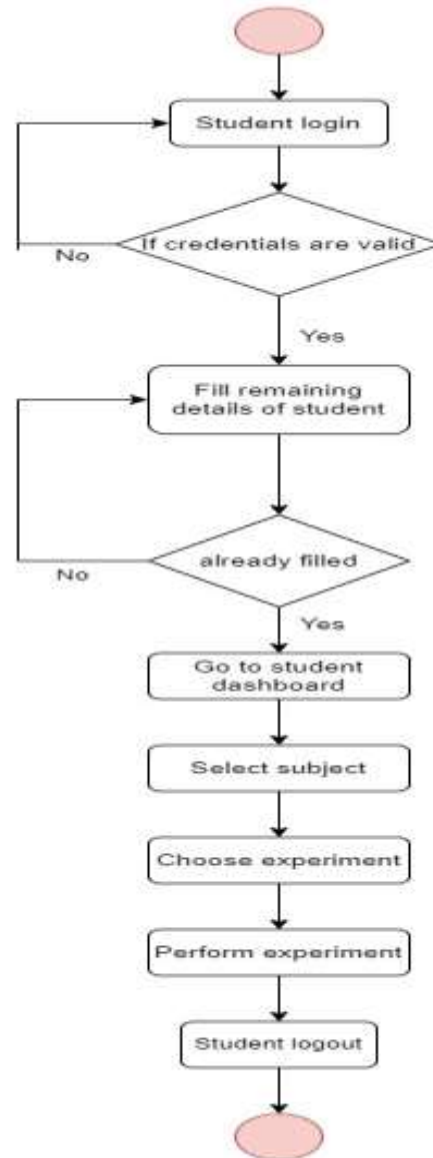 Student login
If credentials are valid
No
Yes
Fill remaining
details of student
already filled
No
Yes
Go to student
dashboard
Select subject
Choose experiment
Perform experiment
Student logout